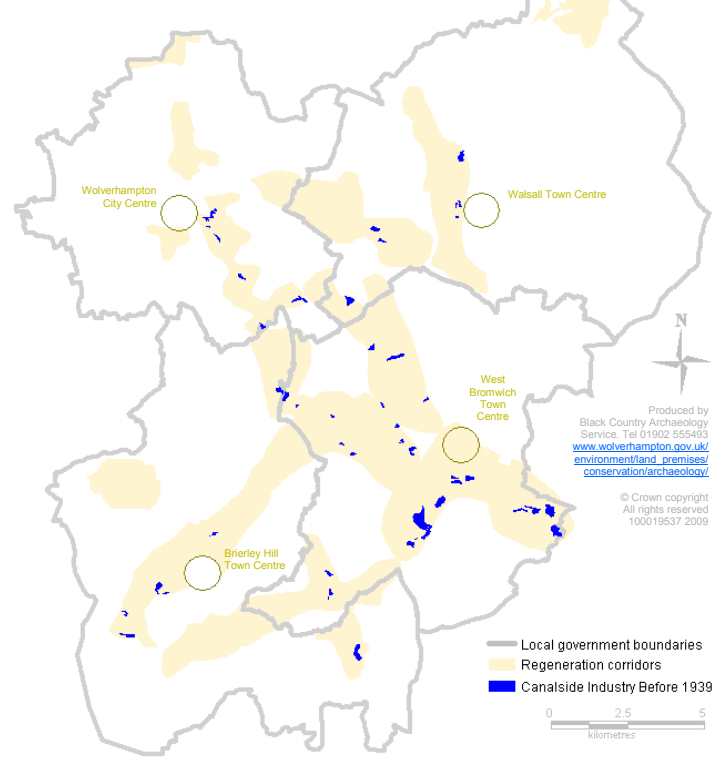 Wolverhampton
City Centre
Walsall Town Centre
N
West
Bromwich
Town
Centre
Produced by
Black Country Archaeology
Service. Tel 01902 555493
www.wolverhampton.gov.uk/
environment/land_premises/
conservation/archaeology/
© Crown copyright
All rights reserved
100019537 2009
Brierley Hill
Town Centre
Local government boundaries
Regeneration corridors
Canalside Industry Before 1939
0 2.5 5
kilometres